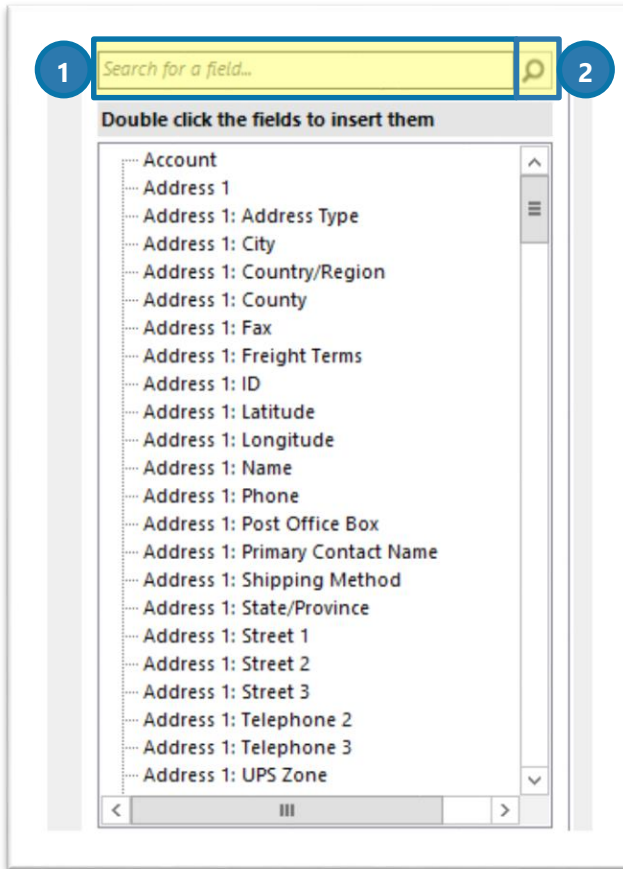 1 Search for a field... 2
Double click the fields to insert them
Account
Address 1
Address 1: Address Type
Address 1: City
Address 1: Country/Region
Address 1: County
Address 1: Fax
Address 1: Freight Terms
Address 1: ID
Address 1: Latitude
Address 1: Longitude
Address 1: Name
Address 1: Phone
Address 1: Post Office Box
Address 1: Primary Contact Name
Address 1: Shipping Method
Address 1: State/Province
Address 1: Street 1
Address 1: Street 2
Address 1: Street 3
Address 1: Telephone 2
Address 1: Telephone 3
Address 1: UPS Zone